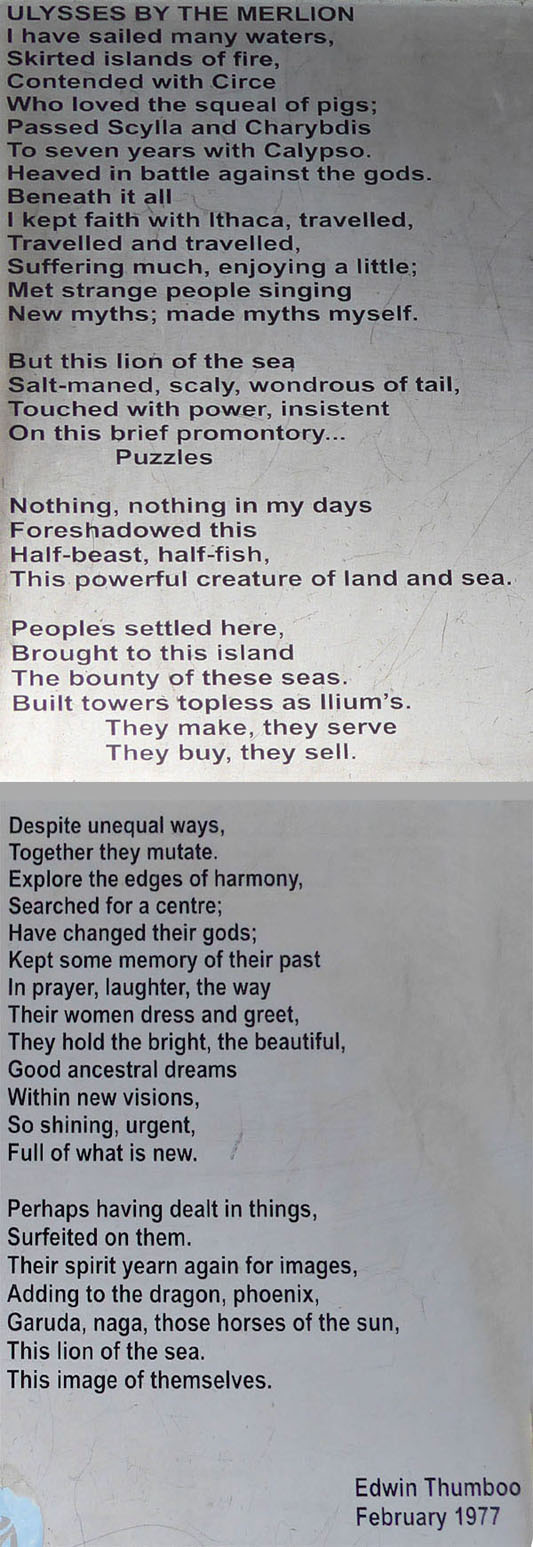 ULYSSES BY THE MERLION
I have sailed many waters,
Skirted islands of fire,
Contended with Circe
Who loved the squeal of pigs;
Passed Scylla and Charybdis
To seven years with Calypso.
Heaved in battle against the gods.
Beneath it all
I kept faith with Ithaca, travelled,
Travelled and travelled,
Suffering much, enjoying a little;
Met strange people singing
New myths; made myths myself.
But this lion of the sea
Salt-maned, scaly, wondrous of tail,
Touched with power, insistent
On this brief promontory...
Puzzles
Nothing, nothing in my days
Foreshadowed this
Half-beast, half-fish,
This powerful creature of land and sea.
Peoples settled here,
Brought to this island
The bounty of these seas.
Built towers topless as Ilium's.
They make, they serve
They buy, they sell.
Despite unequal ways,
Together they mutate.
Explore the edges of harmony,
Searched for a centre;
Have changed their gods;
Kept some memory of their past
In prayer, laughter, the way
Their women dress and greet,
They hold the bright, the beautiful,
Good ancestral dreams
Within new visions,
So shining, urgent,
Full of what is new.
Perhaps having dealt in things,
Surfeited on them.
Their spirit yearn again for images,
Adding to the dragon, phoenix,
Garuda, naga, those horses of the sun,
This lion of the sea.
This image of themselves.
Edwin Thumboo
February 1977